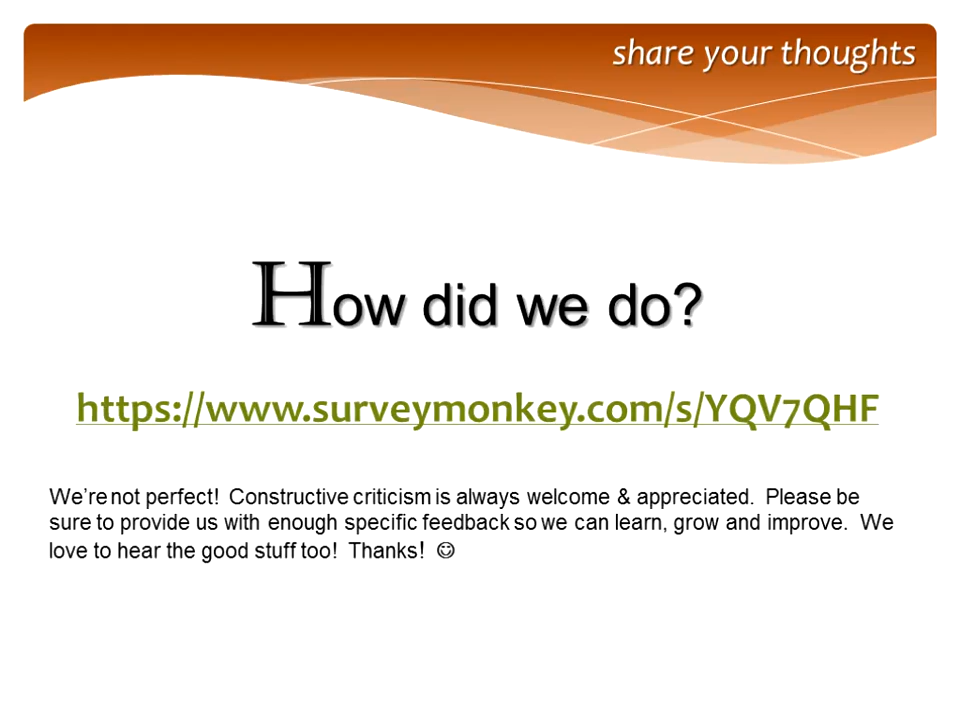 share your thoughts
How did we do?
https://www.surveymonkey.com/s/YQV7QHF
We’re not perfect!  Constructive criticism is always welcome & appreciated.  Please be
sure to provide us with enough specific feedback so we can learn, grow and improve.  We
love to hear the good stuff too!  Thanks!  ☺